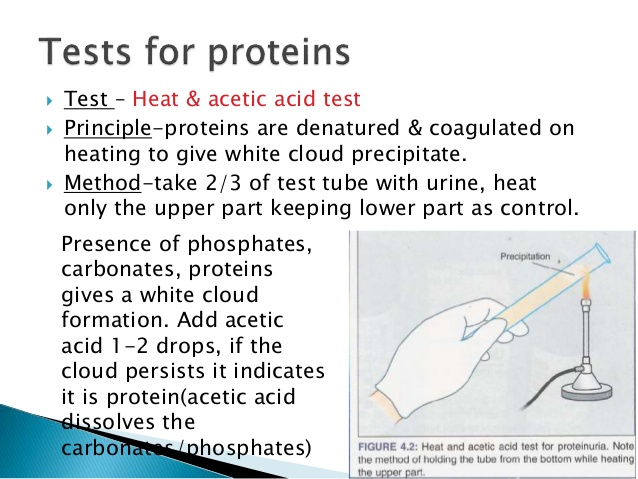 Tests for proteins
Test – Heat & acetic acid test
Principle-proteins are denatured & coagulated on
heating to give white cloud precipitate.
Method-take 2/3 of test tube with urine, heat
only the upper part keeping lower part as control.
Presence of phosphates,
carbonates, proteins
gives a white cloud
formation. Add acetic
acid 1-2 drops, if the
cloud persists it indicates
it is protein(acetic acid
dissolves the
carbonates/phosphates)
Precipitation
FIGURE 4.2: Heat and acetic acid test for proteinuria. Note
the method of holding the tube from the bottom while heating
the upper part.